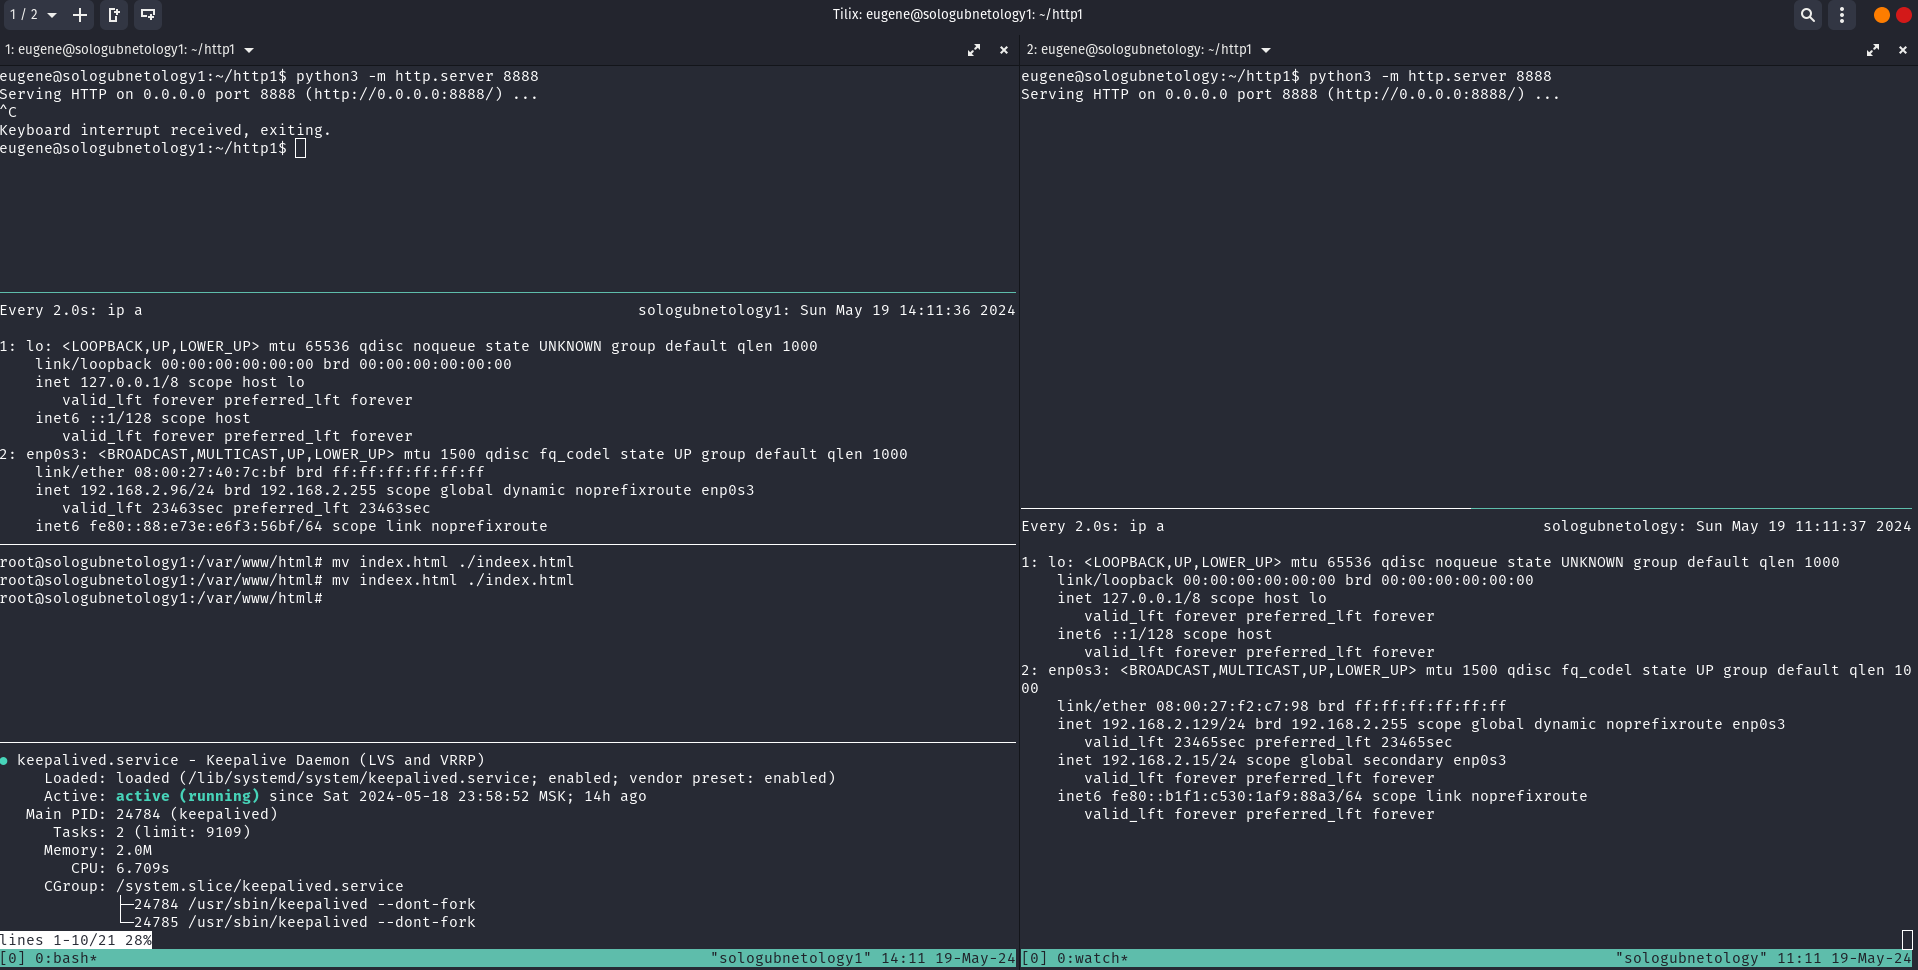 1 / 2
Tilix: eugene@sologubnetology1: ~/http1
1: eugene@sologubnetology1: ~/http1
eugene@sologubnetology1:~/http1$ python3 -m http.server 8888
Serving HTTP on 0.0.0.0 port 8888 (http://0.0.0.0:8888/) ...
^C
Keyboard interrupt received, exiting.
eugene@sologubnetology1:~/http1$
Every 2.0s: ip a sologubnetology1: Sun May 19 14:11:36 2024
1: lo: <LOOPBACK,UP,LOWER_UP> mtu 65536 qdisc noqueue state UNKNOWN group default qlen 1000
link/loopback 00:00:00:00:00:00 brd 00:00:00:00:00:00
inet 127.0.0.1/8 scope host lo
valid_lft forever preferred_lft forever
inet6 ::1/128 scope host
valid_lft forever preferred_lft forever
2: enp0s3: <BROADCAST,MULTICAST,UP,LOWER_UP> mtu 1500 qdisc fq_codel state UP group default qlen 1000
link/ether 08:00:27:40:7c:bf brd ff:ff:ff:ff:ff:ff
inet 192.168.2.96/24 brd 192.168.2.255 scope global dynamic noprefixroute enp0s3
valid_lft 23463sec preferred_lft 23463sec
inet6 fe80::88:e73e:e6f3:56bf/64 scope link noprefixroute
root@sologubnetology1:/var/www/html# mv index.html ./indeex.html
root@sologubnetology1:/var/www/html# mv indeex.html ./index.html
root@sologubnetology1:/var/www/html#
● keepalived.service - Keepalive Daemon (LVS and VRRP)
Loaded: loaded (/lib/systemd/system/keepalived.service; enabled; vendor preset: enabled)
Active: active (running) since Sat 2024-05-18 23:58:52 MSK; 14h ago
Main PID: 24784 (keepalived)
Tasks: 2 (limit: 9109)
Memory: 2.0M
CPU: 6.709s
CGroup: /system.slice/keepalived.service
├─24784 /usr/sbin/keepalived --dont-fork
└─24785 /usr/sbin/keepalived --dont-fork
lines 1-10/21 28%
[0] 0:bash* "sologubnetology1" 14:11 19-May-24
2: eugene@sologubnetology: ~/http1
eugene@sologubnetology:~/http1$ python3 -m http.server 8888
Serving HTTP on 0.0.0.0 port 8888 (http://0.0.0.0:8888/) ...
Every 2.0s: ip a sologubnetology: Sun May 19 11:11:37 2024
1: lo: <LOOPBACK,UP,LOWER_UP> mtu 65536 qdisc noqueue state UNKNOWN group default qlen 1000
link/loopback 00:00:00:00:00:00 brd 00:00:00:00:00:00
inet 127.0.0.1/8 scope host lo
valid_lft forever preferred_lft forever
inet6 ::1/128 scope host
valid_lft forever preferred_lft forever
2: enp0s3: <BROADCAST,MULTICAST,UP,LOWER_UP> mtu 1500 qdisc fq_codel state UP group default qlen 10
00
link/ether 08:00:27:f2:c7:98 brd ff:ff:ff:ff:ff:ff
inet 192.168.2.129/24 brd 192.168.2.255 scope global dynamic noprefixroute enp0s3
valid_lft 23465sec preferred_lft 23465sec
inet 192.168.2.15/24 scope global secondary enp0s3
valid_lft forever preferred_lft forever
inet6 fe80::b1f1:c530:1af9:88a3/64 scope link noprefixroute
valid_lft forever preferred_lft forever
[0] 0:watch* "sologubnetology" 11:11 19-May-24